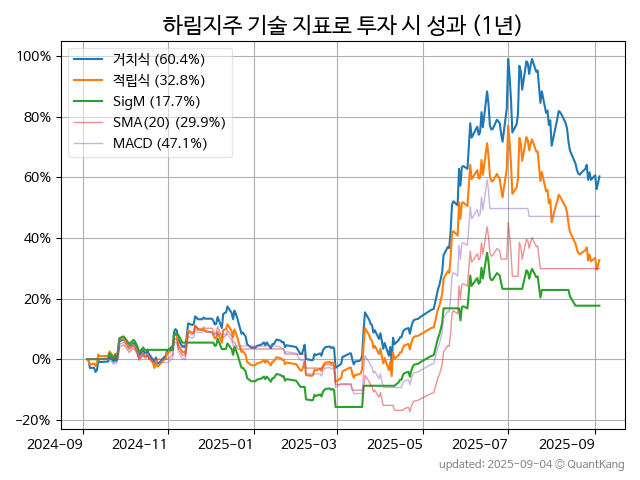 하림지주 기술 지표로 투자 시 성과 (1년)
거치식 (60.4%)
적립식 (32.8%)
SigM (17.7%)
SMA(20) (29.9%)
MACD (47.1%)
100%
80%
60%
40%
20%
0%
−20%
2024-09 2024-11 2025-01 2025-03 2025-05 2025-07 2025-09
updated: 2025-09-04 © QuantKang